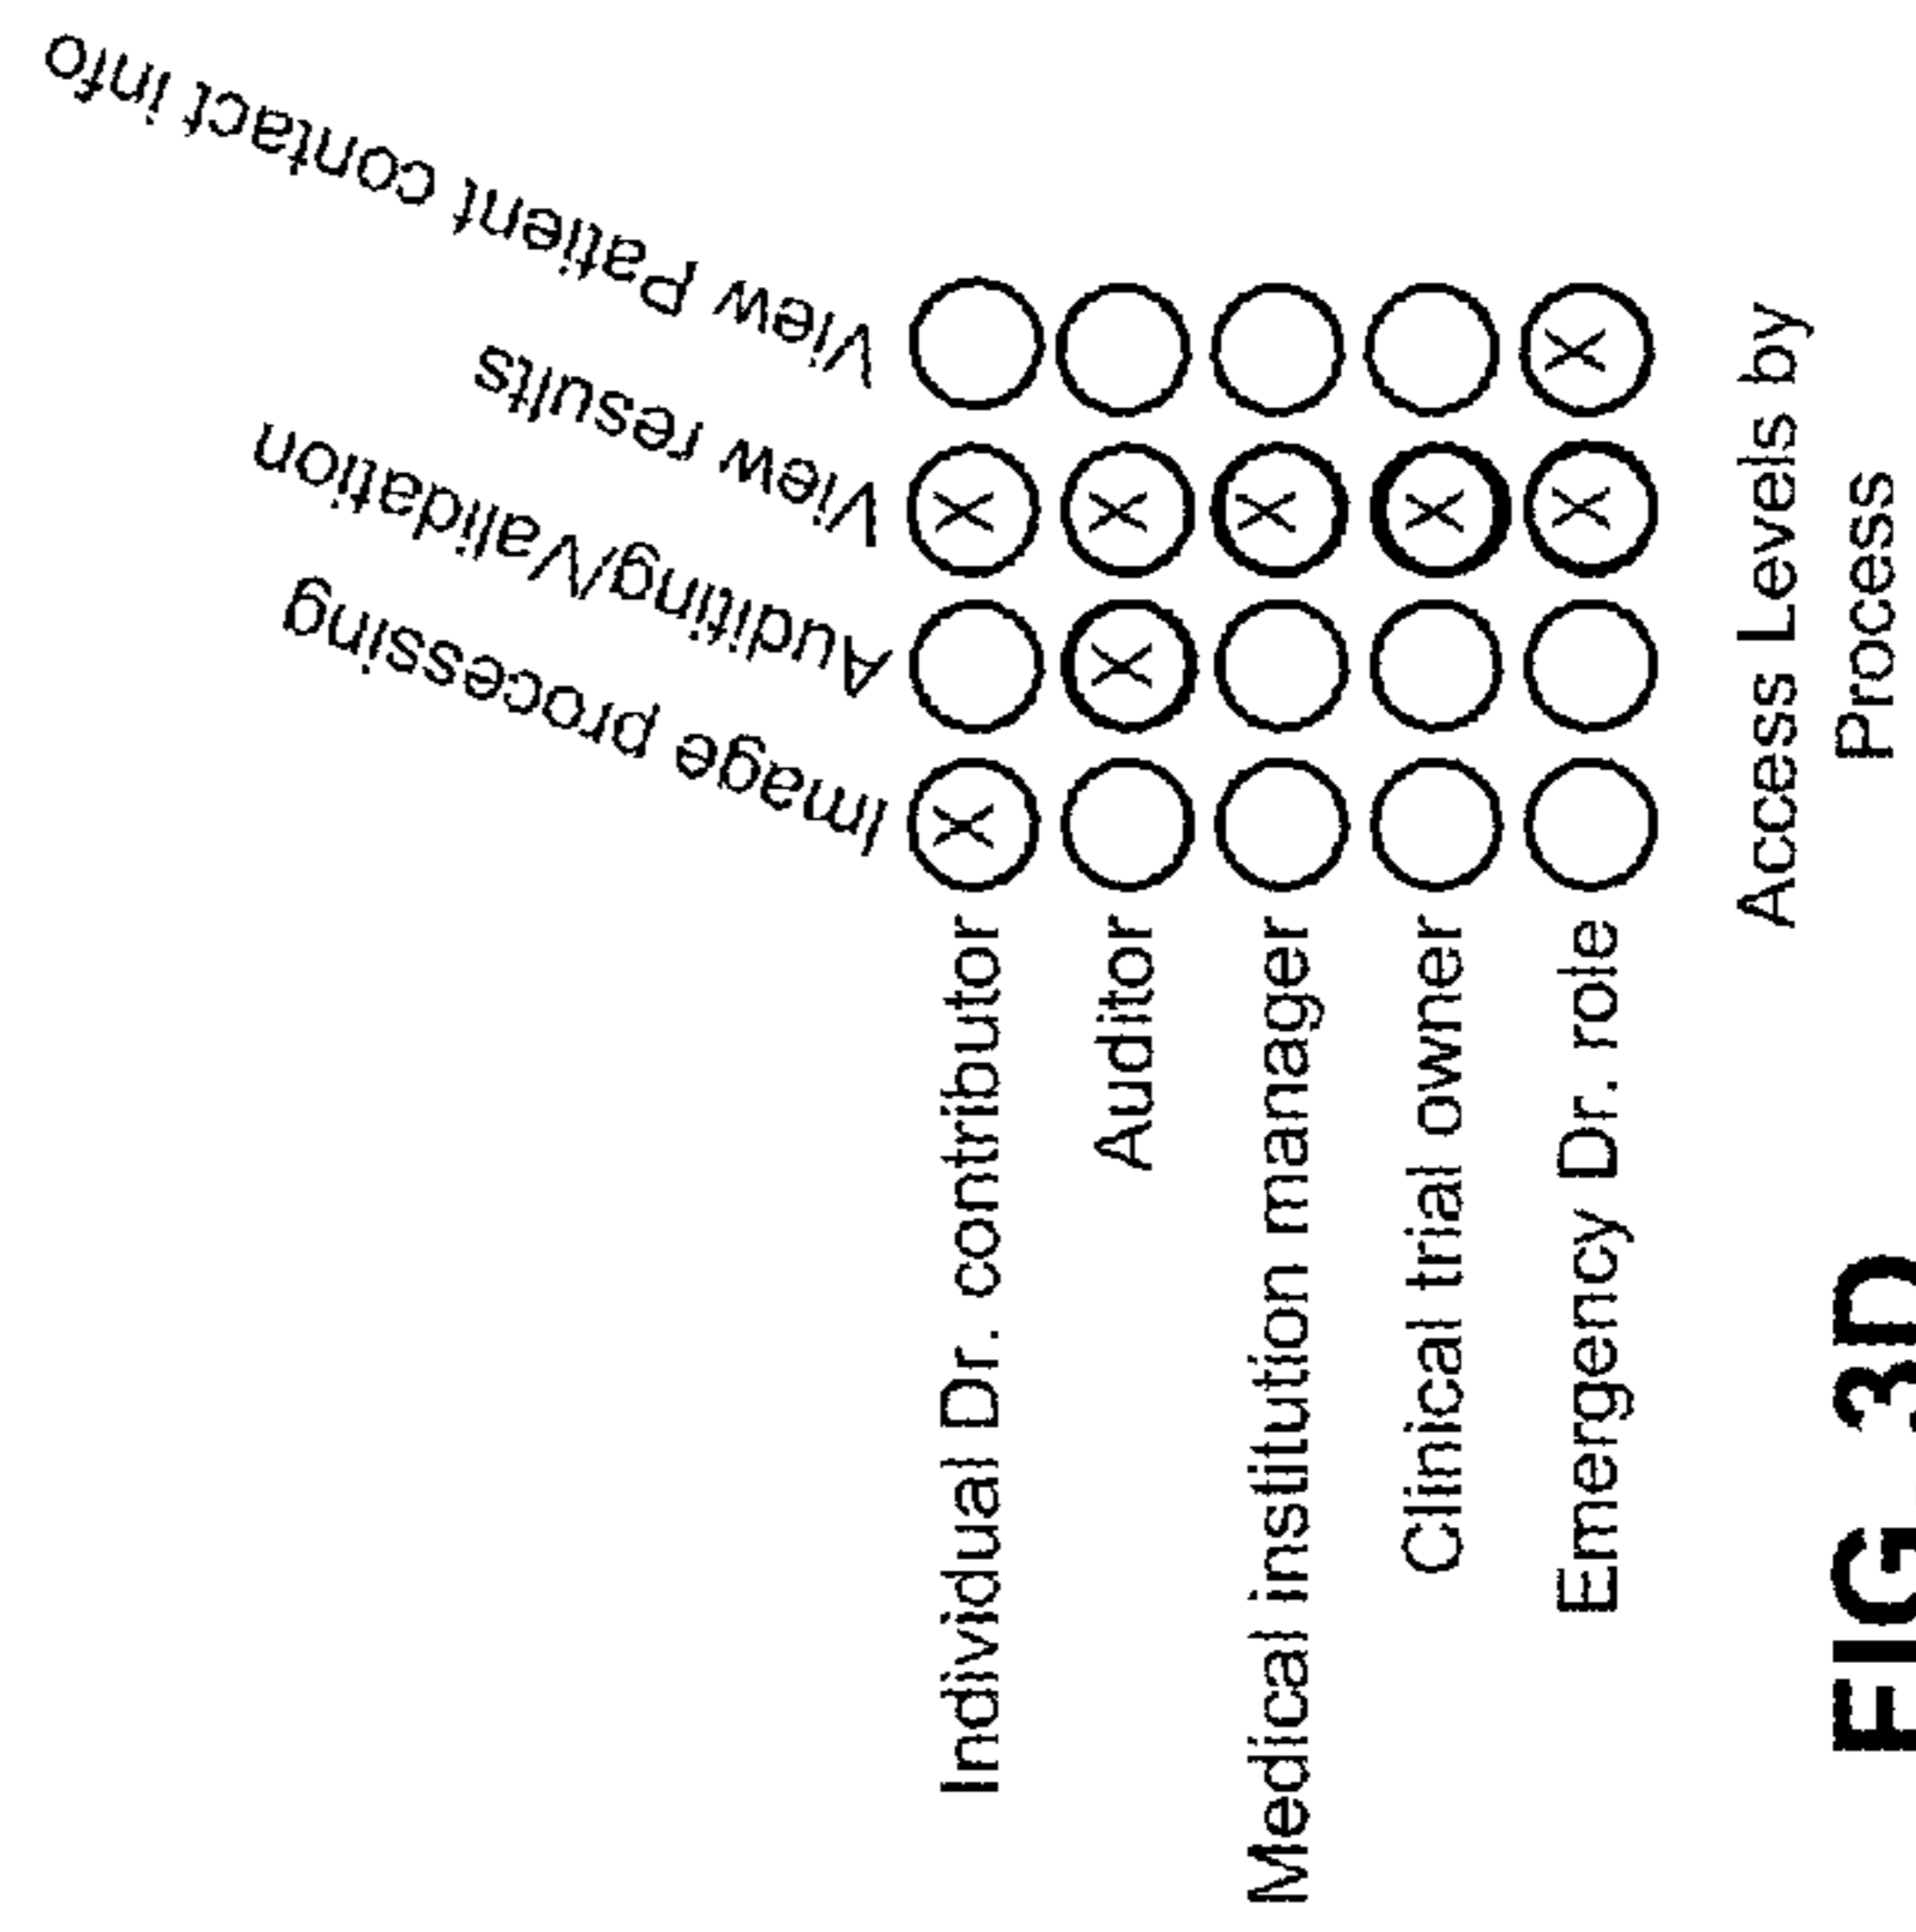 Image processing
Auditing/Validation
View results
View Patient contact info
Individual Dr. contributor X X
Auditor X X
Medical institution manager X
Clinical trial owner X
Emergency Dr. role X X
Access Levels by
Process
FIG. 3D